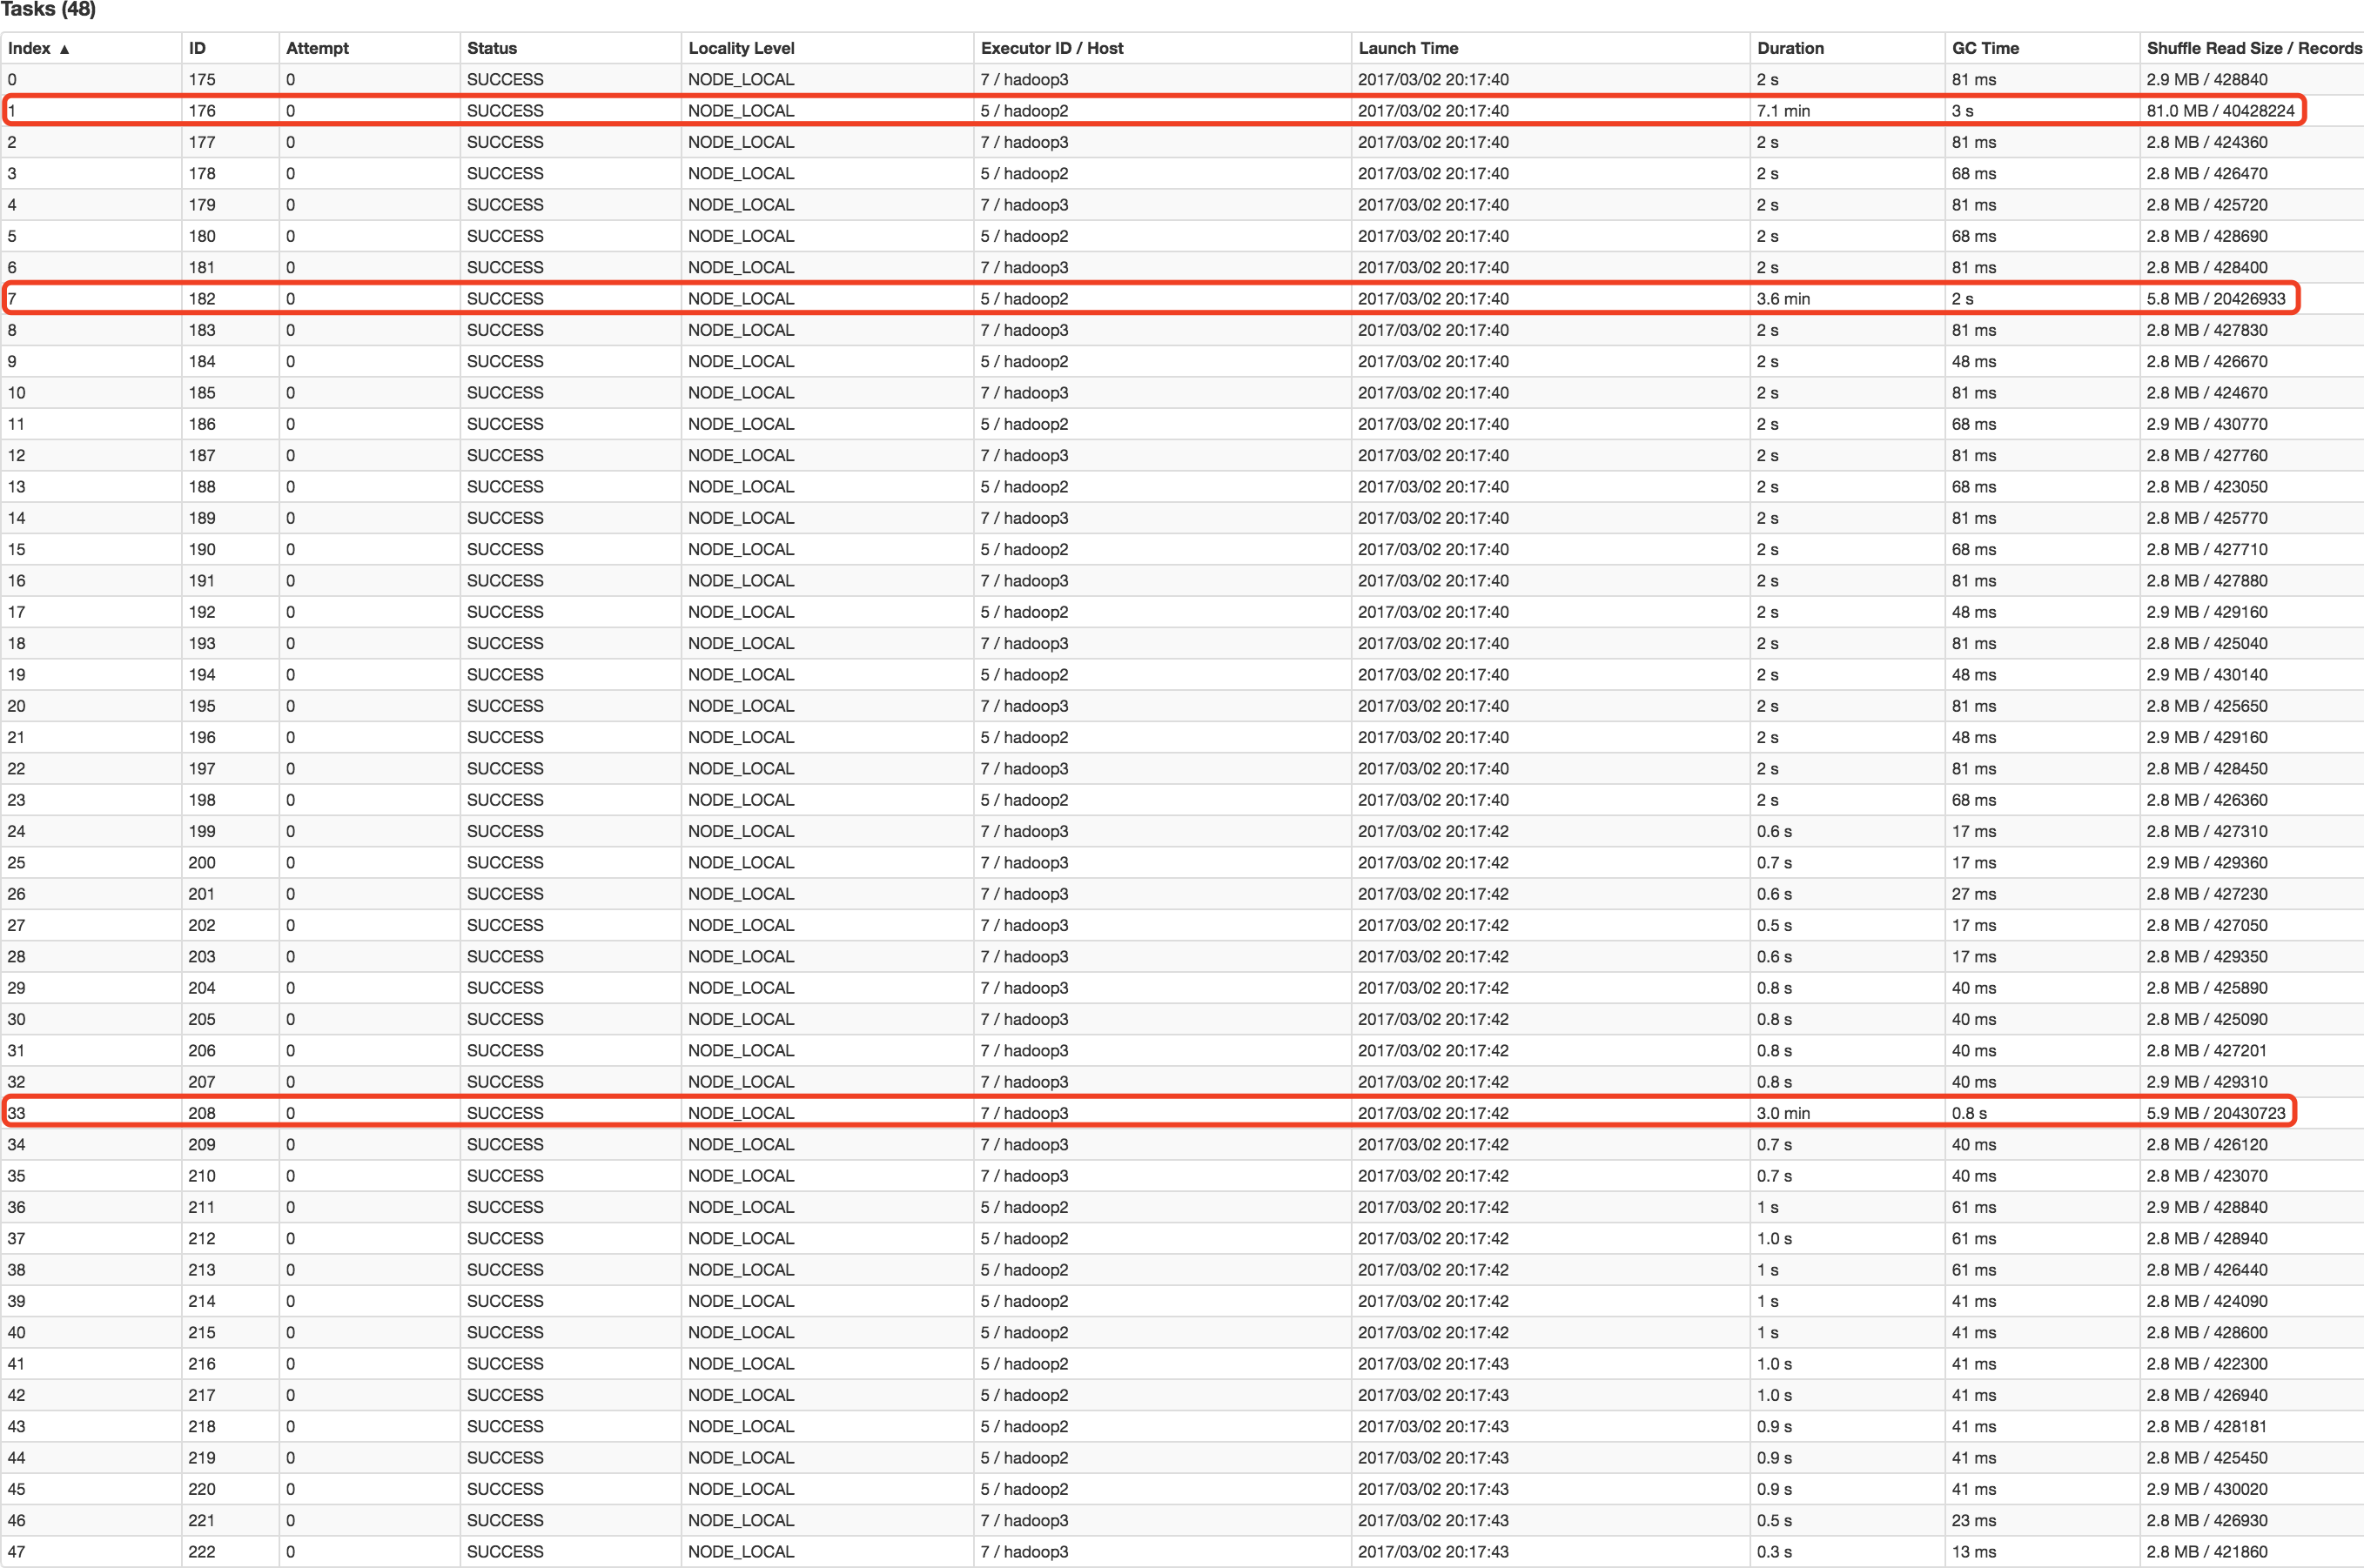 Tasks (48)
Index ▲ ID Attempt Status Locality Level Executor ID / Host Launch Time Duration GC Time Shuffle Read Size / Records
0 175 0 SUCCESS NODE_LOCAL 7 / hadoop3 2017/03/02 20:17:40 2 s 81 ms 2.9 MB / 428840
1 176 0 SUCCESS NODE_LOCAL 5 / hadoop2 2017/03/02 20:17:40 7.1 min 3 s 81.0 MB / 40428224
2 177 0 SUCCESS NODE_LOCAL 7 / hadoop3 2017/03/02 20:17:40 2 s 81 ms 2.8 MB / 424360
3 178 0 SUCCESS NODE_LOCAL 5 / hadoop2 2017/03/02 20:17:40 2 s 68 ms 2.8 MB / 426470
4 179 0 SUCCESS NODE_LOCAL 7 / hadoop3 2017/03/02 20:17:40 2 s 81 ms 2.8 MB / 425720
5 180 0 SUCCESS NODE_LOCAL 5 / hadoop2 2017/03/02 20:17:40 2 s 68 ms 2.8 MB / 428690
6 181 0 SUCCESS NODE_LOCAL 7 / hadoop3 2017/03/02 20:17:40 2 s 81 ms 2.8 MB / 428400
7 182 0 SUCCESS NODE_LOCAL 5 / hadoop2 2017/03/02 20:17:40 3.6 min 2 s 5.8 MB / 20426933
8 183 0 SUCCESS NODE_LOCAL 7 / hadoop3 2017/03/02 20:17:40 2 s 81 ms 2.8 MB / 427830
9 184 0 SUCCESS NODE_LOCAL 5 / hadoop2 2017/03/02 20:17:40 2 s 48 ms 2.8 MB / 426670
10 185 0 SUCCESS NODE_LOCAL 7 / hadoop3 2017/03/02 20:17:40 2 s 81 ms 2.8 MB / 424670
11 186 0 SUCCESS NODE_LOCAL 5 / hadoop2 2017/03/02 20:17:40 2 s 68 ms 2.9 MB / 430770
12 187 0 SUCCESS NODE_LOCAL 7 / hadoop3 2017/03/02 20:17:40 2 s 81 ms 2.8 MB / 427760
13 188 0 SUCCESS NODE_LOCAL 5 / hadoop2 2017/03/02 20:17:40 2 s 68 ms 2.8 MB / 423050
14 189 0 SUCCESS NODE_LOCAL 7 / hadoop3 2017/03/02 20:17:40 2 s 81 ms 2.8 MB / 425770
15 190 0 SUCCESS NODE_LOCAL 5 / hadoop2 2017/03/02 20:17:40 2 s 68 ms 2.8 MB / 427710
16 191 0 SUCCESS NODE_LOCAL 7 / hadoop3 2017/03/02 20:17:40 2 s 81 ms 2.8 MB / 427880
17 192 0 SUCCESS NODE_LOCAL 5 / hadoop2 2017/03/02 20:17:40 2 s 48 ms 2.9 MB / 429160
18 193 0 SUCCESS NODE_LOCAL 7 / hadoop3 2017/03/02 20:17:40 2 s 81 ms 2.8 MB / 425040
19 194 0 SUCCESS NODE_LOCAL 5 / hadoop2 2017/03/02 20:17:40 2 s 48 ms 2.9 MB / 430140
20 195 0 SUCCESS NODE_LOCAL 7 / hadoop3 2017/03/02 20:17:40 2 s 81 ms 2.8 MB / 425650
21 196 0 SUCCESS NODE_LOCAL 5 / hadoop2 2017/03/02 20:17:40 2 s 48 ms 2.9 MB / 429160
22 197 0 SUCCESS NODE_LOCAL 7 / hadoop3 2017/03/02 20:17:40 2 s 81 ms 2.8 MB / 428450
23 198 0 SUCCESS NODE_LOCAL 5 / hadoop2 2017/03/02 20:17:40 2 s 68 ms 2.8 MB / 426360
24 199 0 SUCCESS NODE_LOCAL 7 / hadoop3 2017/03/02 20:17:42 0.6 s 17 ms 2.8 MB / 427310
25 200 0 SUCCESS NODE_LOCAL 7 / hadoop3 2017/03/02 20:17:42 0.7 s 17 ms 2.9 MB / 429360
26 201 0 SUCCESS NODE_LOCAL 7 / hadoop3 2017/03/02 20:17:42 0.6 s 27 ms 2.8 MB / 427230
27 202 0 SUCCESS NODE_LOCAL 7 / hadoop3 2017/03/02 20:17:42 0.5 s 17 ms 2.8 MB / 427050
28 203 0 SUCCESS NODE_LOCAL 7 / hadoop3 2017/03/02 20:17:42 0.6 s 17 ms 2.8 MB / 429350
29 204 0 SUCCESS NODE_LOCAL 7 / hadoop3 2017/03/02 20:17:42 0.8 s 40 ms 2.8 MB / 425890
30 205 0 SUCCESS NODE_LOCAL 7 / hadoop3 2017/03/02 20:17:42 0.8 s 40 ms 2.8 MB / 425090
31 206 0 SUCCESS NODE_LOCAL 7 / hadoop3 2017/03/02 20:17:42 0.8 s 40 ms 2.8 MB / 427201
32 207 0 SUCCESS NODE_LOCAL 7 / hadoop3 2017/03/02 20:17:42 0.8 s 40 ms 2.9 MB / 429310
33 208 0 SUCCESS NODE_LOCAL 7 / hadoop3 2017/03/02 20:17:42 3.0 min 0.8 s 5.9 MB / 20430723
34 209 0 SUCCESS NODE_LOCAL 7 / hadoop3 2017/03/02 20:17:42 0.7 s 40 ms 2.8 MB / 426120
35 210 0 SUCCESS NODE_LOCAL 7 / hadoop3 2017/03/02 20:17:42 0.7 s 40 ms 2.8 MB / 423070
36 211 0 SUCCESS NODE_LOCAL 5 / hadoop2 2017/03/02 20:17:42 1 s 61 ms 2.9 MB / 428840
37 212 0 SUCCESS NODE_LOCAL 5 / hadoop2 2017/03/02 20:17:42 1.0 s 61 ms 2.8 MB / 428940
38 213 0 SUCCESS NODE_LOCAL 5 / hadoop2 2017/03/02 20:17:42 1 s 61 ms 2.8 MB / 426440
39 214 0 SUCCESS NODE_LOCAL 5 / hadoop2 2017/03/02 20:17:42 1 s 41 ms 2.8 MB / 424090
40 215 0 SUCCESS NODE_LOCAL 5 / hadoop2 2017/03/02 20:17:42 1 s 41 ms 2.8 MB / 428600
41 216 0 SUCCESS NODE_LOCAL 5 / hadoop2 2017/03/02 20:17:43 1.0 s 41 ms 2.8 MB / 422300
42 217 0 SUCCESS NODE_LOCAL 5 / hadoop2 2017/03/02 20:17:43 1.0 s 41 ms 2.8 MB / 426940
43 218 0 SUCCESS NODE_LOCAL 5 / hadoop2 2017/03/02 20:17:43 0.9 s 41 ms 2.8 MB / 428181
44 219 0 SUCCESS NODE_LOCAL 5 / hadoop2 2017/03/02 20:17:43 0.9 s 41 ms 2.8 MB / 425450
45 220 0 SUCCESS NODE_LOCAL 5 / hadoop2 2017/03/02 20:17:43 0.9 s 41 ms 2.9 MB / 430020
46 221 0 SUCCESS NODE_LOCAL 7 / hadoop3 2017/03/02 20:17:43 0.5 s 23 ms 2.8 MB / 426930
47 222 0 SUCCESS NODE_LOCAL 7 / hadoop3 2017/03/02 20:17:43 0.3 s 13 ms 2.8 MB / 421860